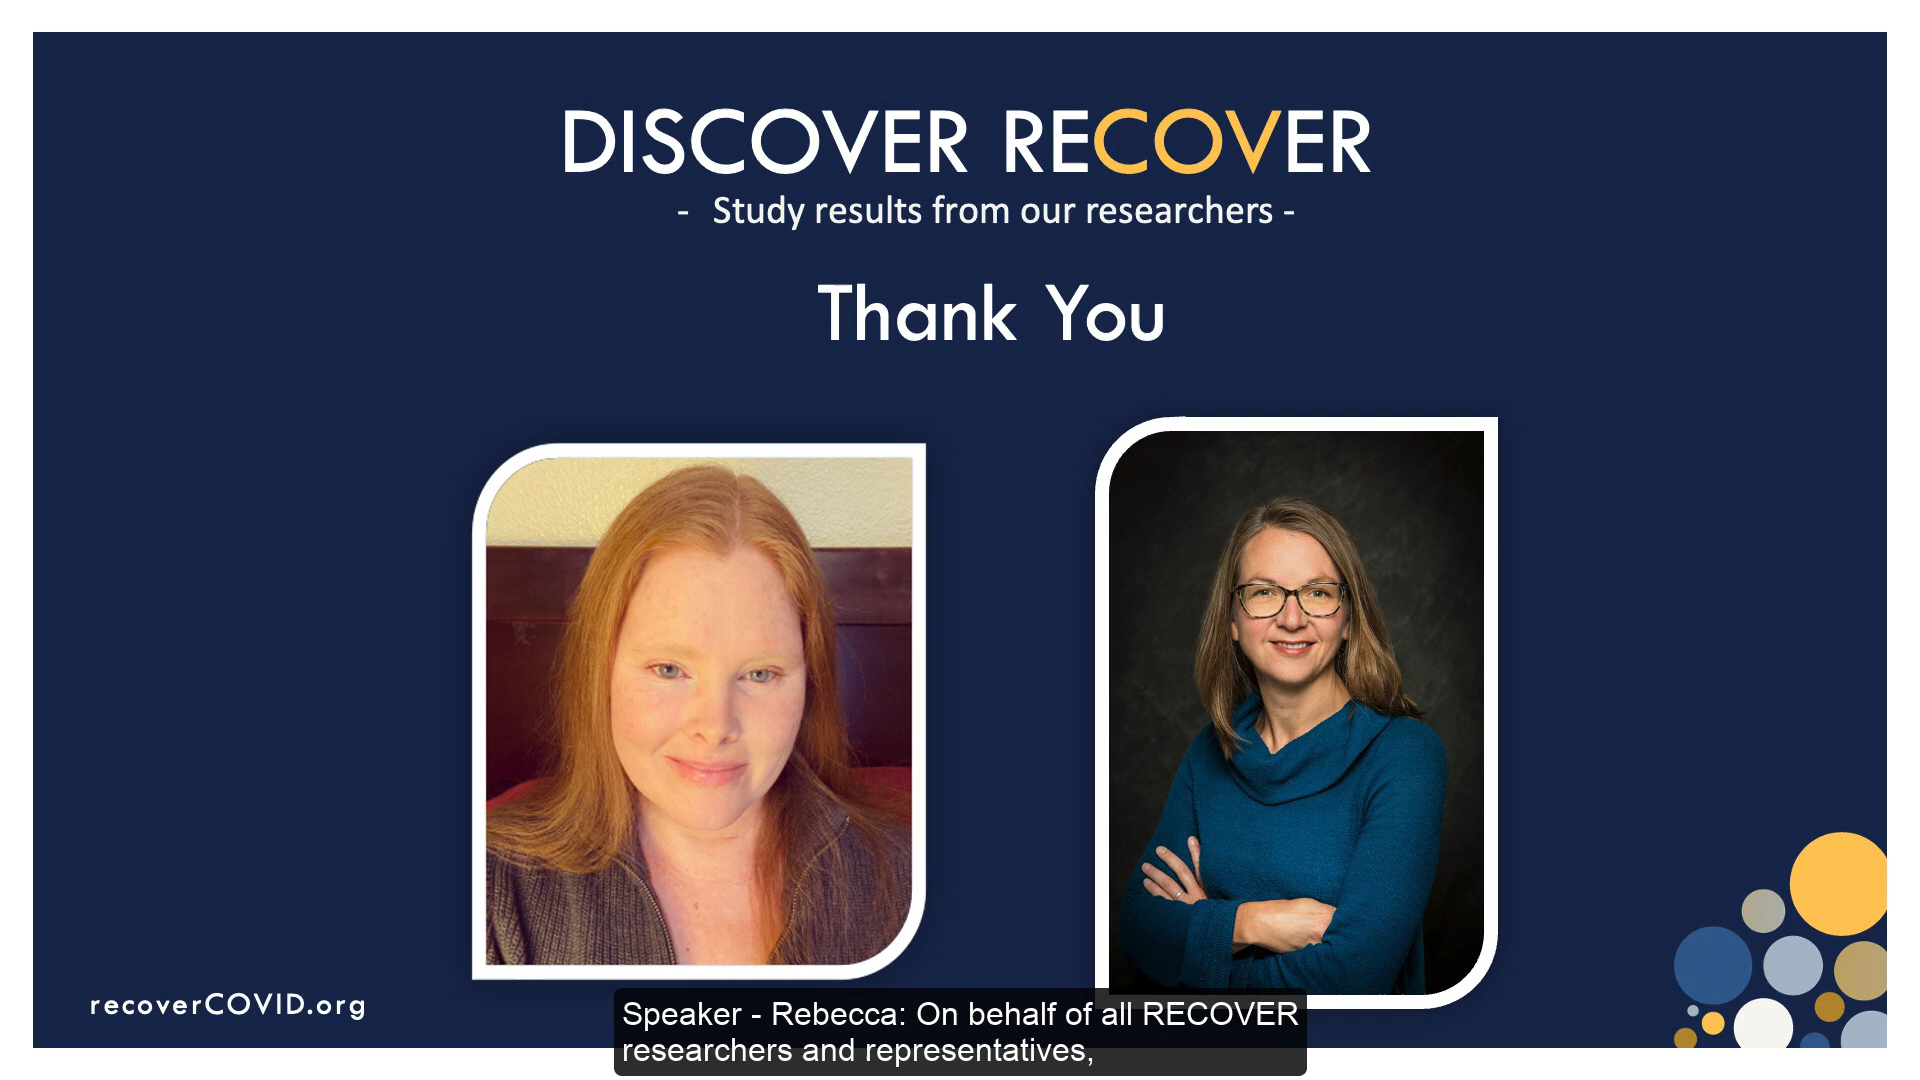 DISCOVER RECOVER
- Study results from our researchers -
Thank You
recoverCOVID.org
Speaker - Rebecca: On behalf of all RECOVER
researchers and representatives,